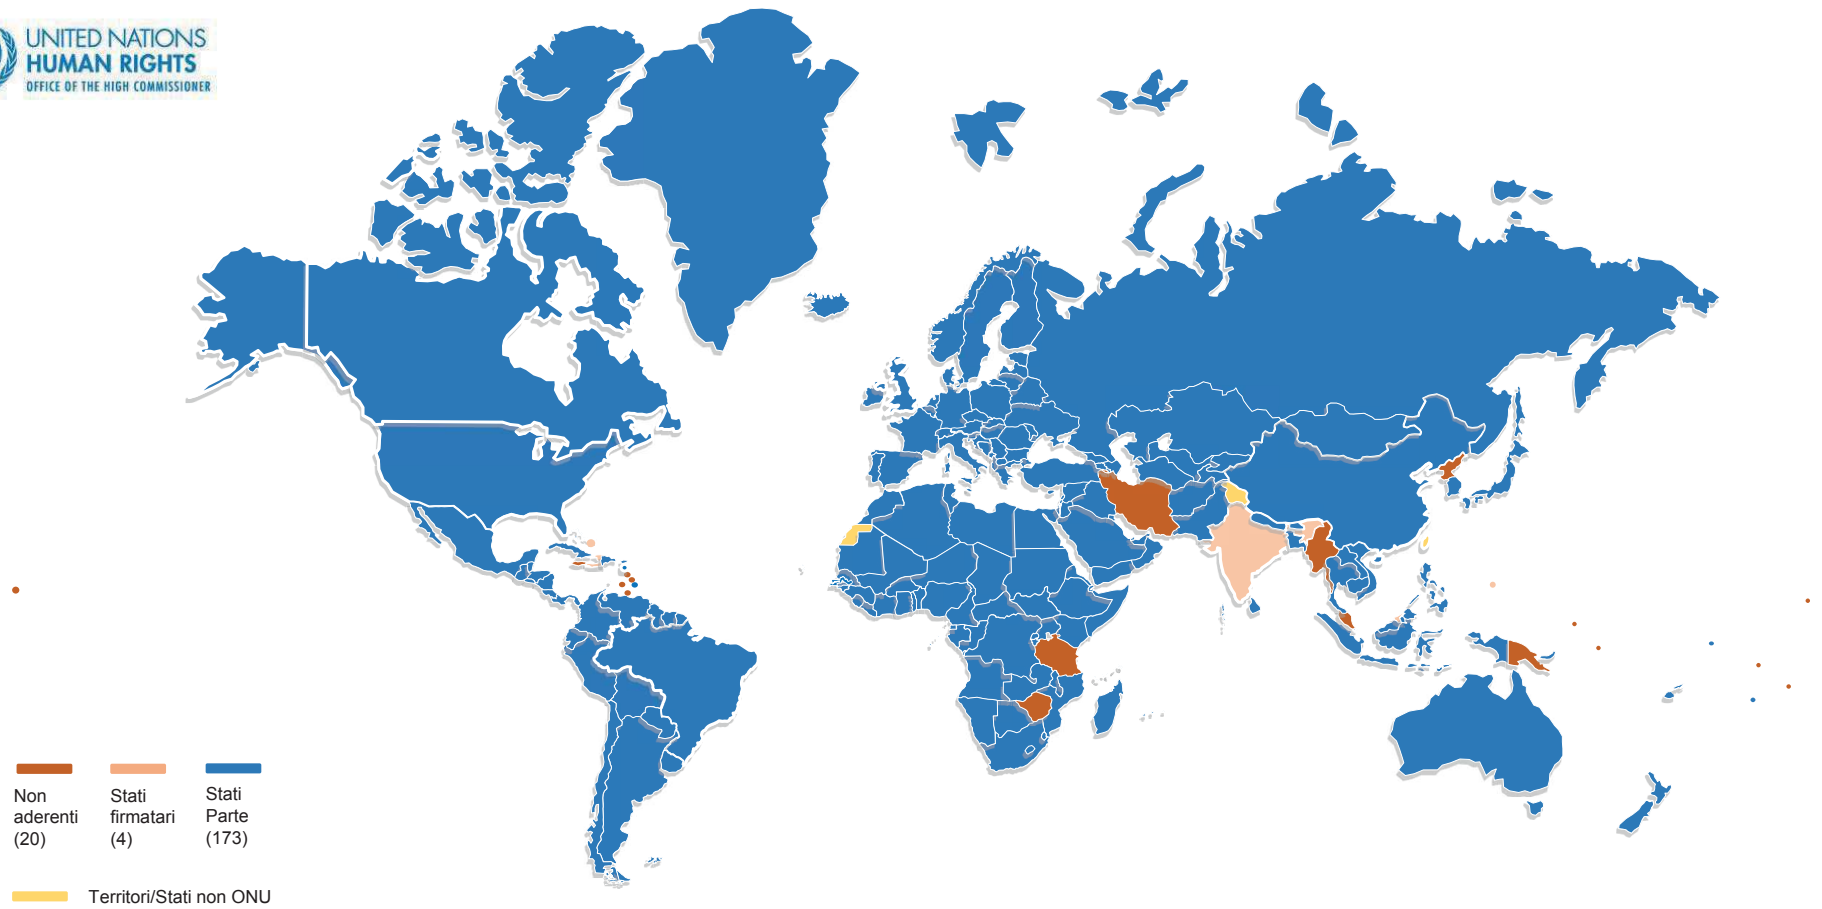 UNITED NATIONS
HUMAN RIGHTS
OFFICE OF THE HIGH COMMISSIONER
Non
aderenti
(20)
Stati
firmatari
(4)
Stati
Parte
(173)
Territori/Stati non ONU